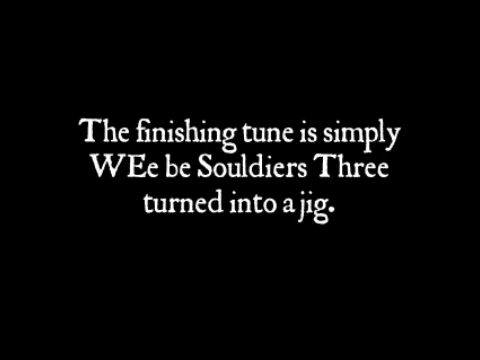 The finishing tune is simply
WEe be Souldiers Three
turned into a jig.